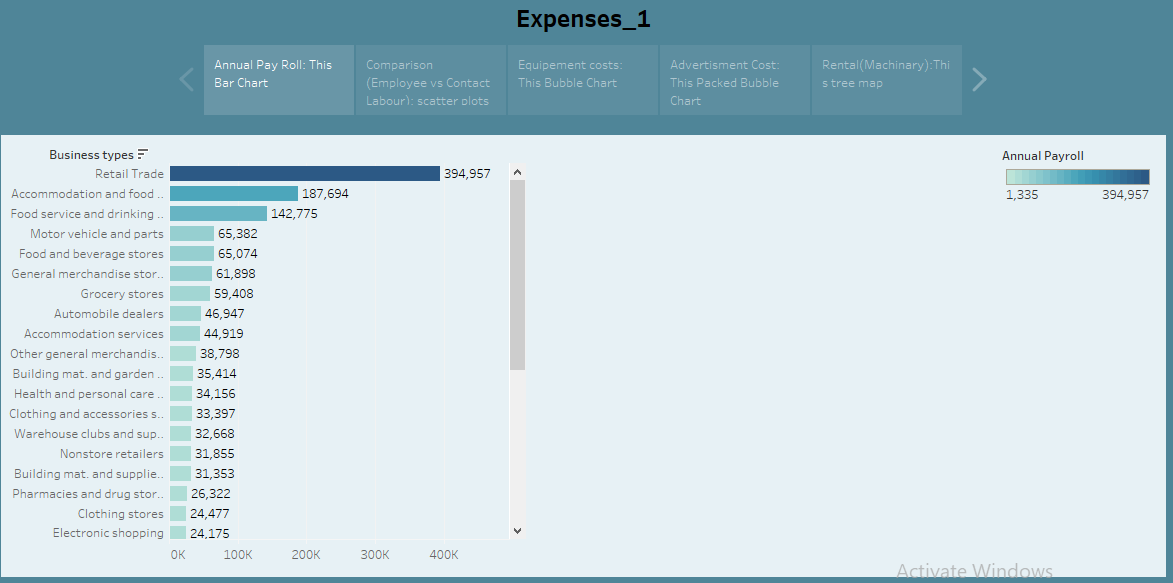 Expenses_1
Annual Pay Roll: This
Bar Chart
Comparison
(Employee vs Contact
Labour): scatter plots
Equipement costs:
This Bubble Chart
Advertisment Cost:
This Packed Bubble
Chart
Rental(Machinary):Thi
s tree map
Business types
Retail Trade 394,957
Accommodation and food .. 187,694
Food service and drinking .. 142,775
Motor vehicle and parts 65,382
Food and beverage stores 65,074
General merchandise stor.. 61,898
Grocery stores 59,408
Automobile dealers 46,947
Accommodation services 44,919
Other general merchandis.. 38,798
Building mat. and garden .. 35,414
Health and personal care .. 34,156
Clothing and accessories s.. 33,397
Warehouse clubs and sup.. 32,668
Nonstore retailers 31,855
Building mat. and supplie.. 31,353
Pharmacies and drug stor.. 26,322
Clothing stores 24,477
Electronic shopping 24,175
0K 100K 200K 300K 400K
Annual Payroll
1,335 394,957
Activate Windows